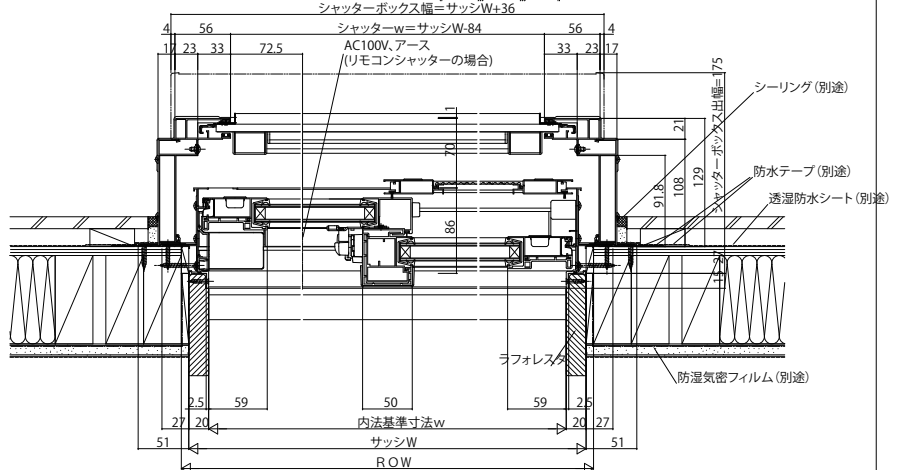 シャッターボックス幅＝サッシW+36
4 56 シャッターw＝サッシW-84 56 4
17 23 33 72.5 33 23 17
AC100V、アース
(リモコンシャッターの場合)
シャッターボックス出幅=175
シーリング（別途）
1
21
70
129
防水テープ（別途）
108
91.8
透湿防水シート（別途）
86
ラフォレスタ
防湿気密フィルム（別途）
2.5 59 50 59 2.5
27 20 内法基準寸法w 20 27
51 サッシW 51
ROW